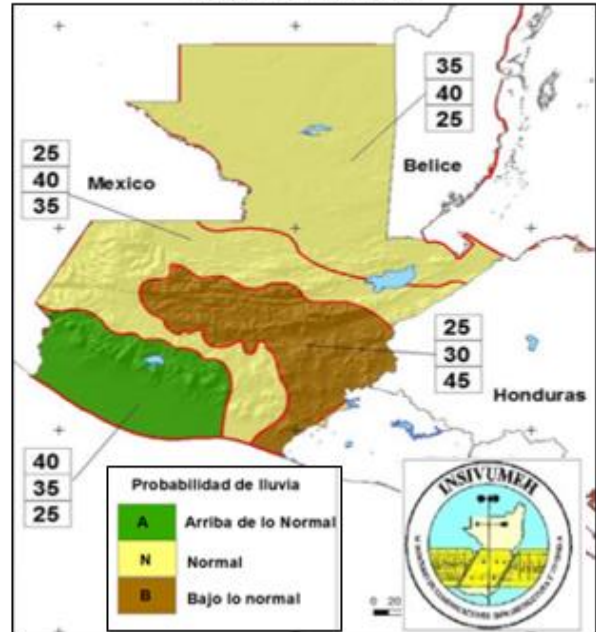 35
40
25
Belice
25
40
35
Mexico
25
30
45
Honduras
40
35
25
Probabilidad de lluvia
A Arriba de lo Normal
N Normal
B Bajo lo normal
INSIVUMEH
0 20